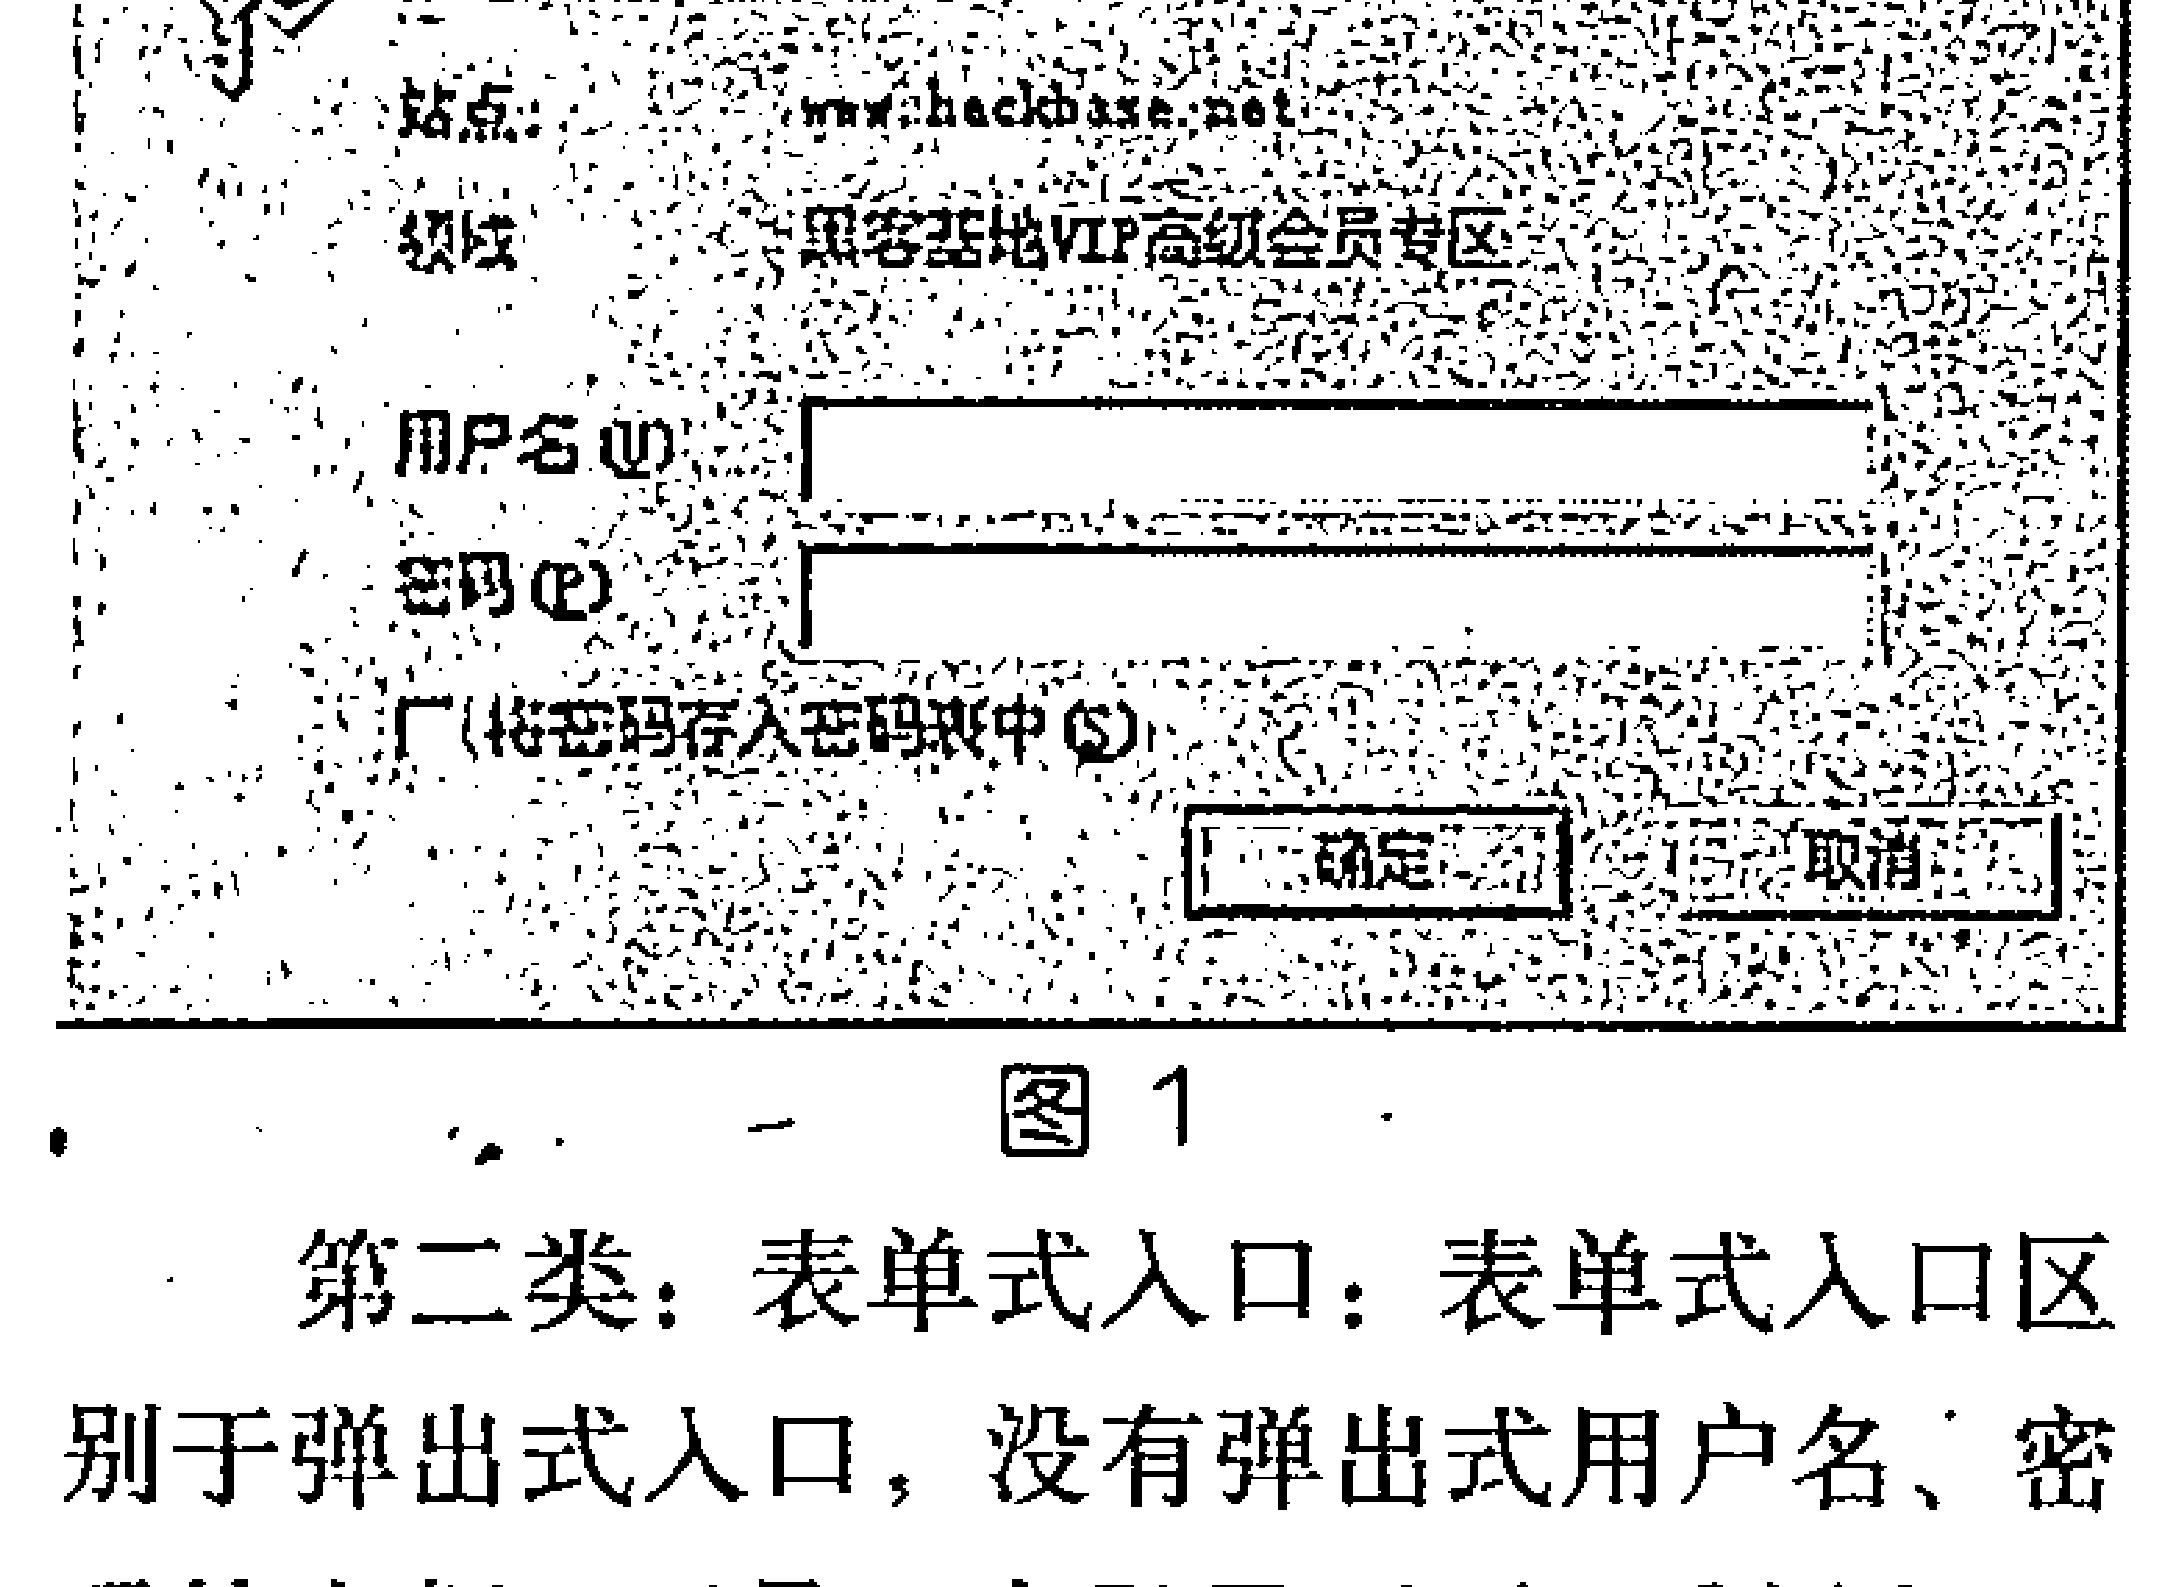 站点: www.hackbase.net
领域 黑客基地VIP高级会员专区
用户名(U)
密码(P)
将密码存入密码表中(S)
确定 取消
图 1
第二类：表单式入口：表单式入口区
别于弹出式入口，没有弹出式用户名、密